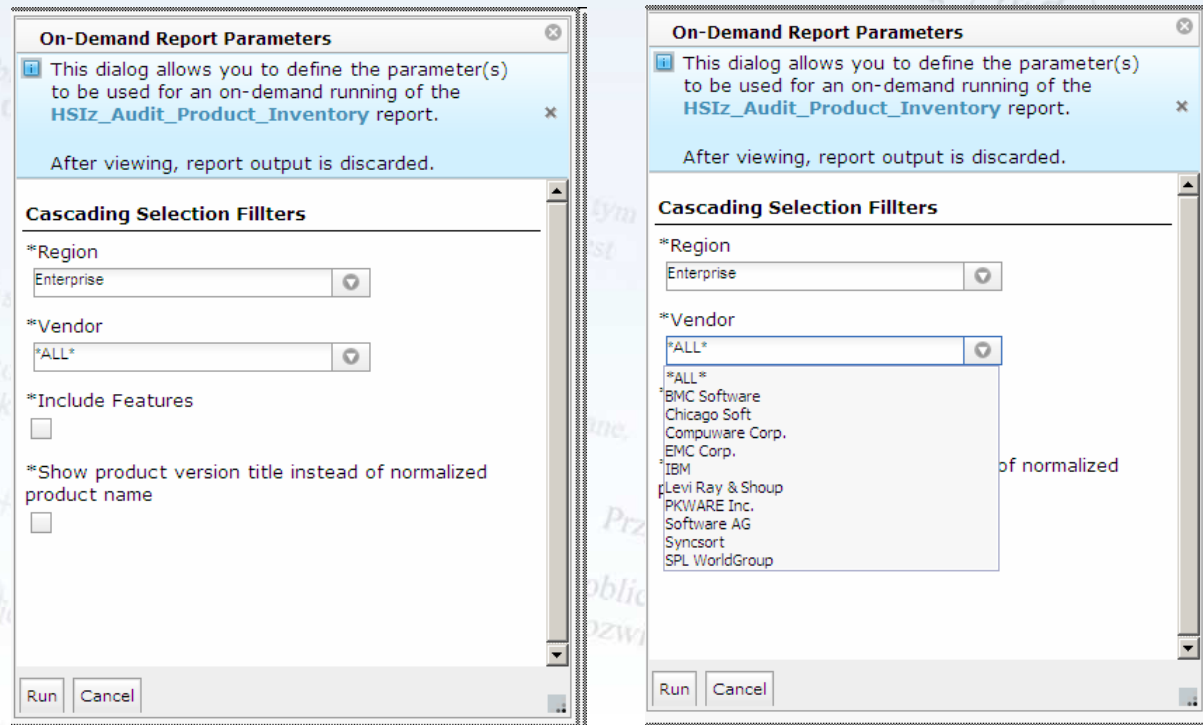 On-Demand Report Parameters
This dialog allows you to define the parameter(s)
to be used for an on-demand running of the
HSIz_Audit_Product_Inventory report.
After viewing, report output is discarded.
Cascading Selection Fillters
*Region
Enterprise
*Vendor
*ALL*
*Include Features
*Show product version title instead of normalized
product name
Run
Cancel
On-Demand Report Parameters
This dialog allows you to define the parameter(s)
to be used for an on-demand running of the
HSIz_Audit_Product_Inventory report.
After viewing, report output is discarded.
Cascading Selection Fillters
*Region
Enterprise
*Vendor
*ALL*
*ALL*
BMC Software
Chicago Soft
Compuware Corp.
EMC Corp.
IBM
of normalized
Levi Ray & Shoup
PKWARE Inc.
Software AG
Syncsort
SPL WorldGroup
Run
Cancel
tym